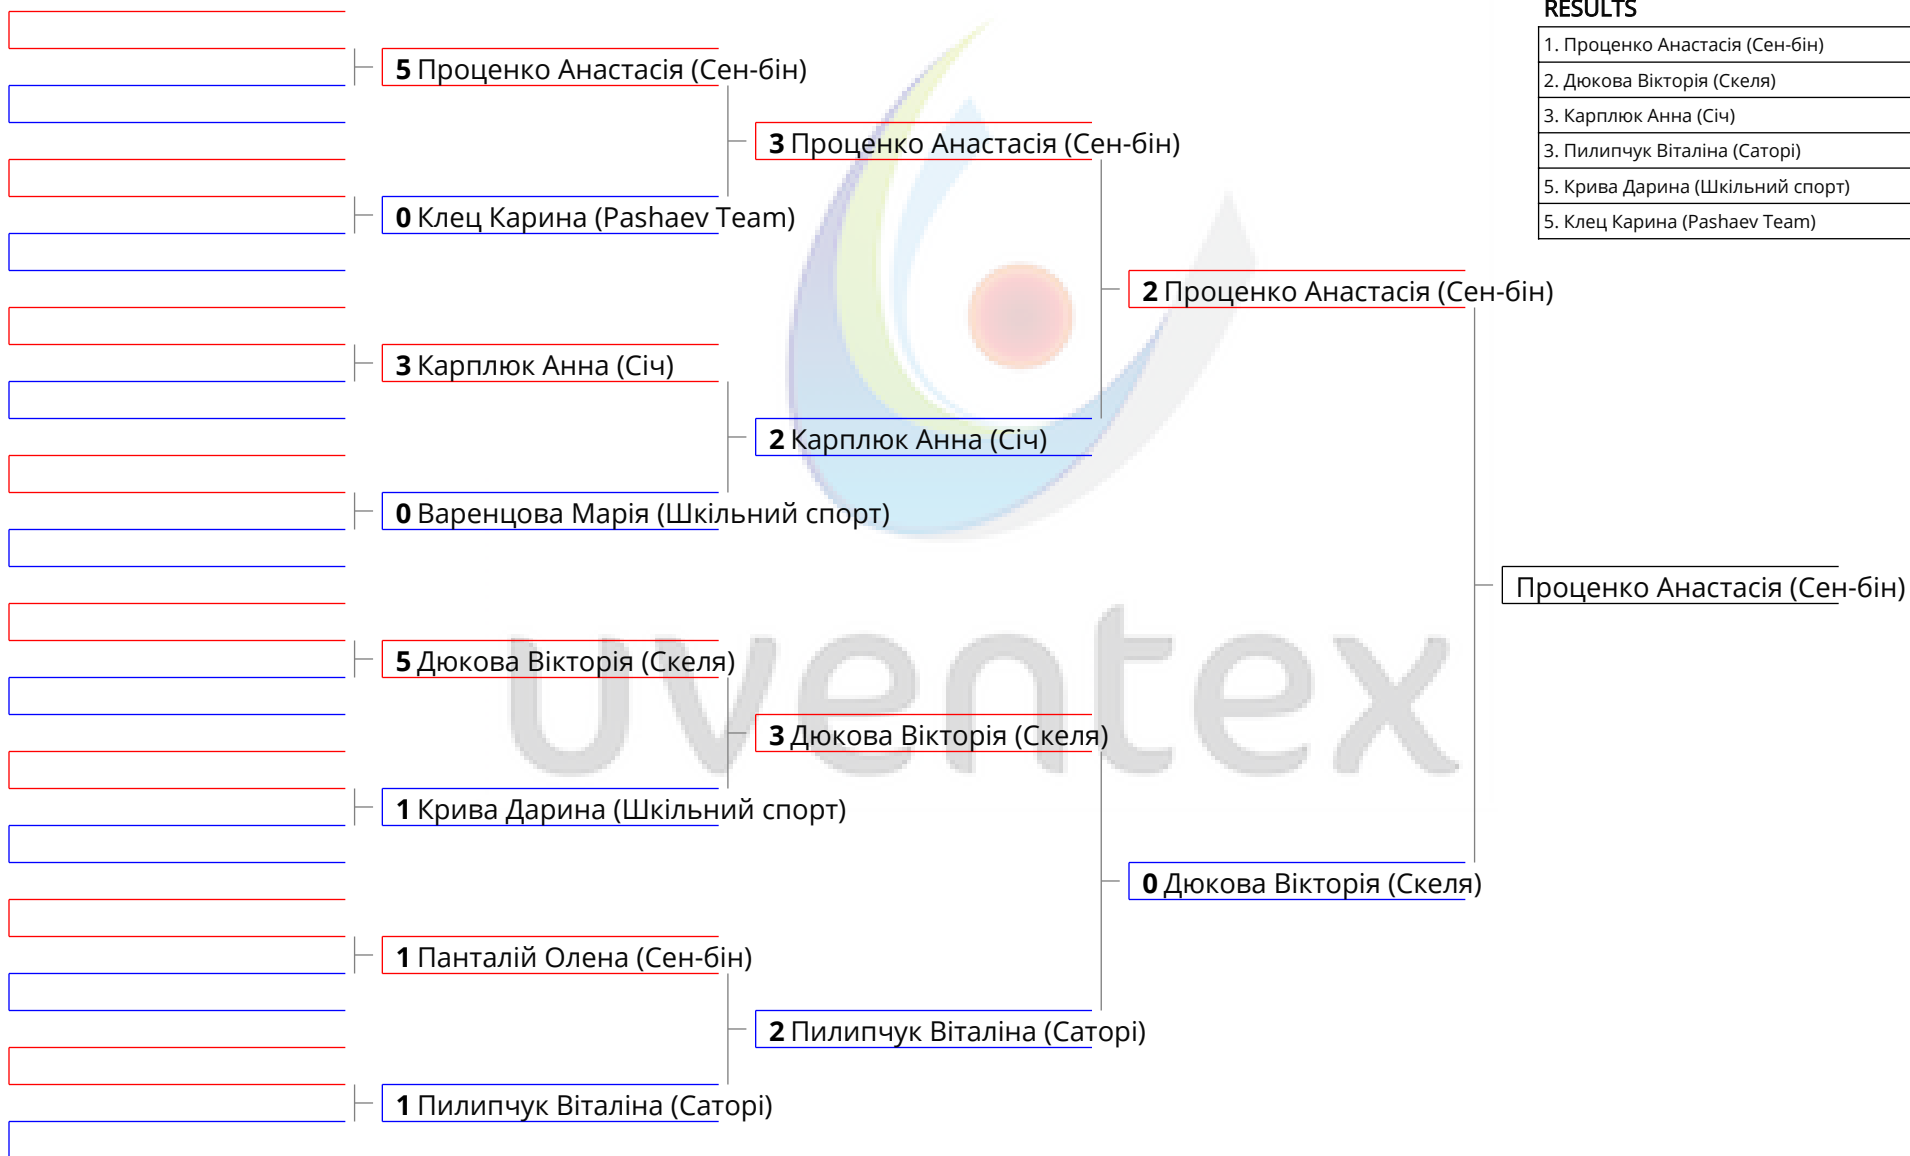 RESULTS
1. Проценко Анастасія (Сен-бін)
2. Дюкова Вікторія (Скеля)
3. Карплюк Анна (Січ)
3. Пилипчук Віталіна (Саторі)
5. Крива Дарина (Шкільний спорт)
5. Клец Карина (Pashaev Team)
5 Проценко Анастасія (Сен-бін)
0 Клец Карина (Pashaev Team)
3 Карплюк Анна (Січ)
0 Варенцова Марія (Шкільний спорт)
5 Дюкова Вікторія (Скеля)
1 Крива Дарина (Шкільний спорт)
1 Панталій Олена (Сен-бін)
1 Пилипчук Віталіна (Саторі)
3 Проценко Анастасія (Сен-бін)
2 Карплюк Анна (Січ)
3 Дюкова Вікторія (Скеля)
2 Пилипчук Віталіна (Саторі)
2 Проценко Анастасія (Сен-бін)
0 Дюкова Вікторія (Скеля)
Проценко Анастасія (Сен-бін)
uventex